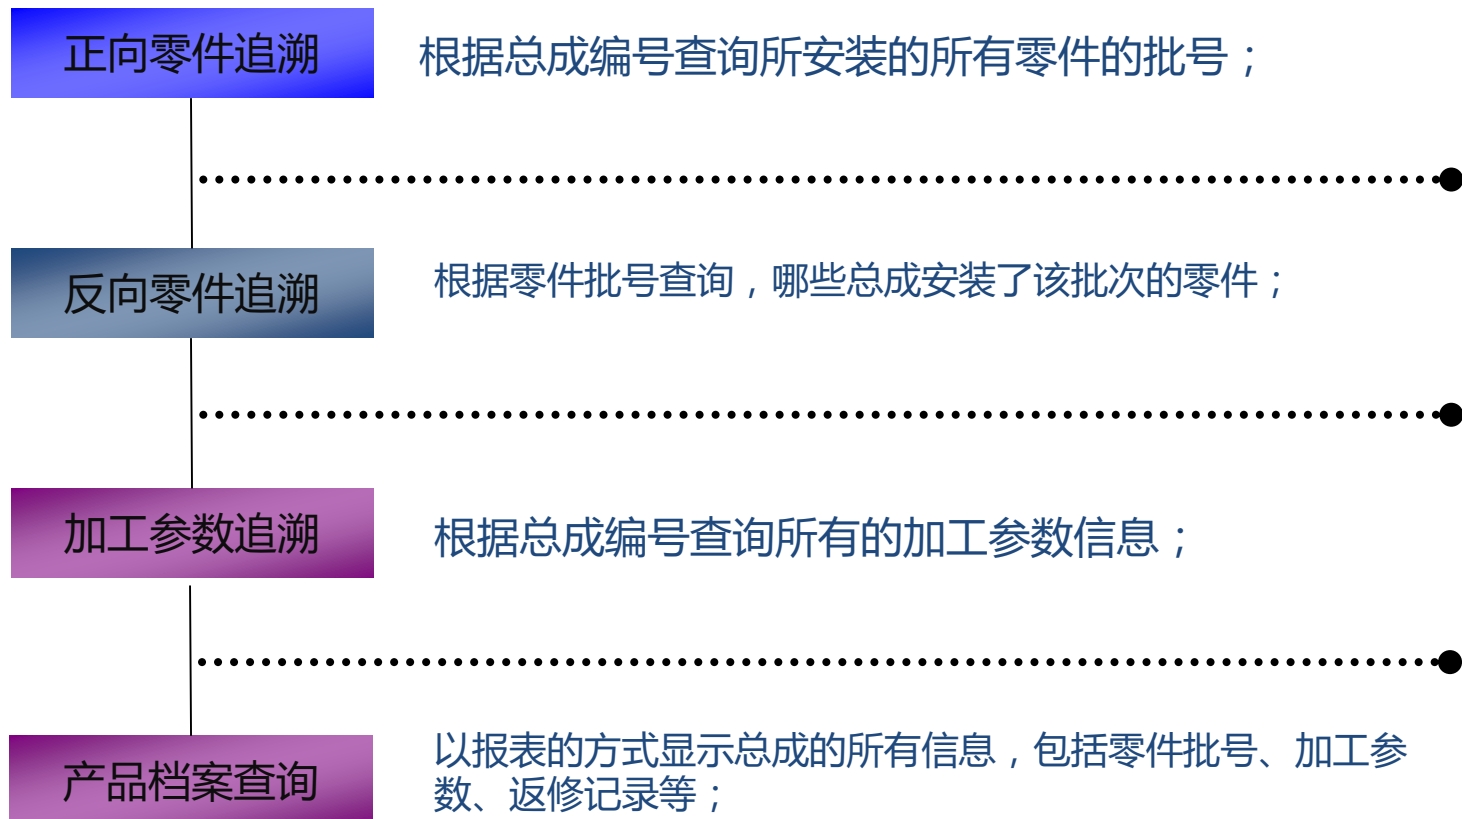 正向零件追溯
根据总成编号查询所安装的所有零件的批号；
反向零件追溯
根据零件批号查询，哪些总成安装了该批次的零件；
加工参数追溯
根据总成编号查询所有的加工参数信息；
产品档案查询
以报表的方式显示总成的所有信息，包括零件批号、加工参
数、返修记录等；